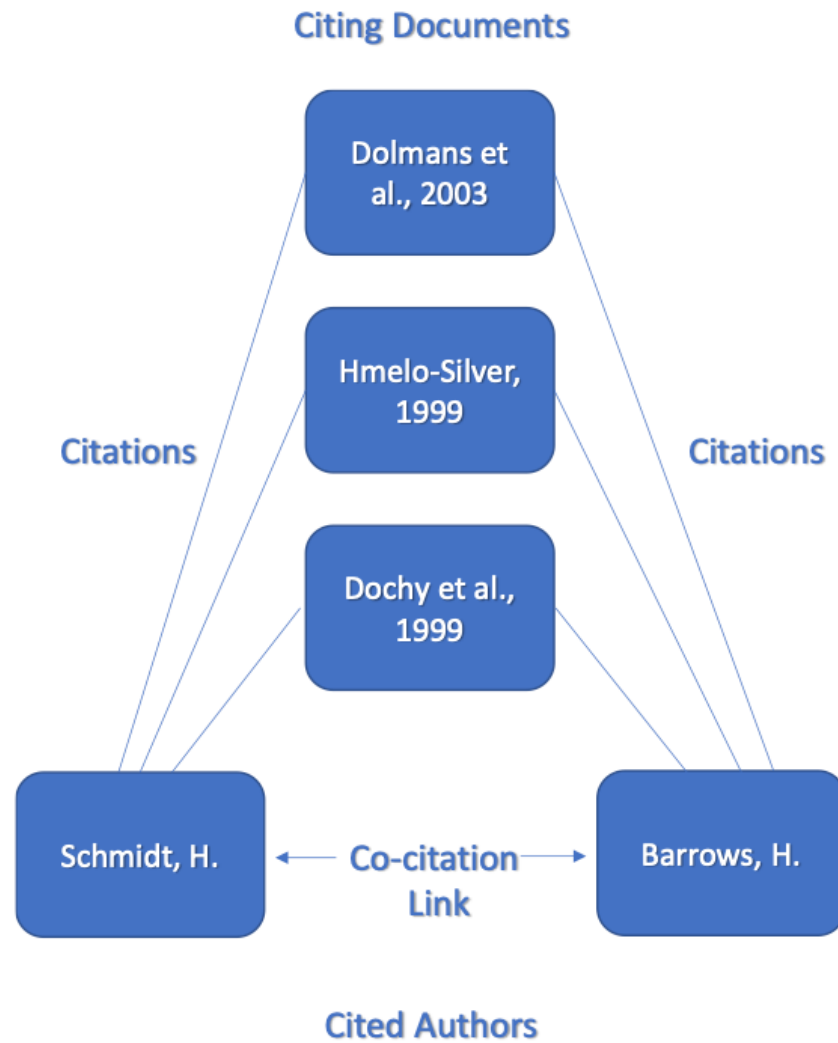 Citing Documents
Dolmans et
al., 2003
Hmelo-Silver,
1999
Citations
Citations
Dochy et al.,
1999
Schmidt, H.
Co-citation
Link
Barrows, H.
Cited Authors